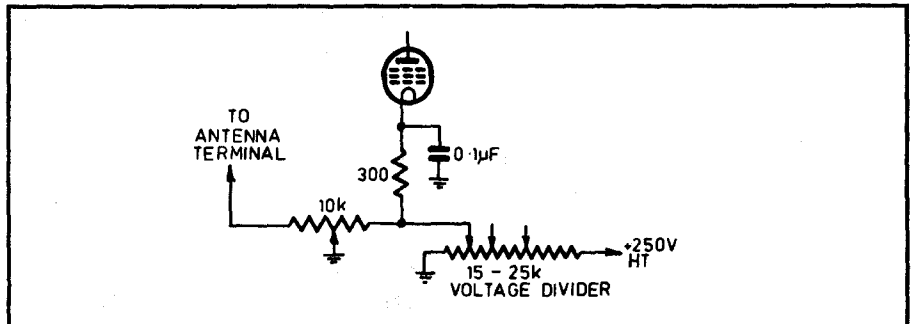 TO
ANTENNA
TERMINAL
0·1µF
300
10k
+250V
HT
15 - 25k
VOLTAGE DIVIDER